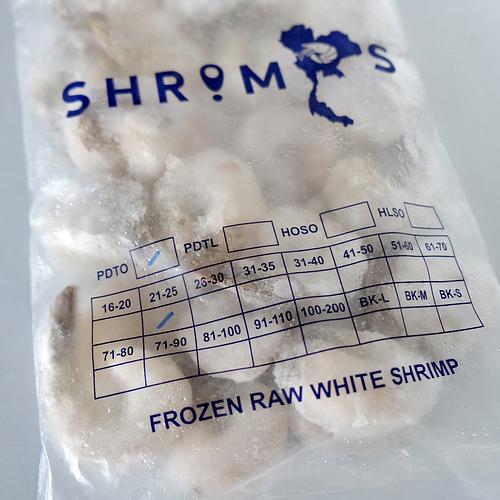 SHRIMPS
PDTO PDTL HOSO HLSO
16-20 21-25 26-30 31-35 31-40 41-50 51-60 61-70
71-80 71-90 81-100 91-110 100-200 BK-L BK-M BK-S
FROZEN RAW WHITE SHRIMP